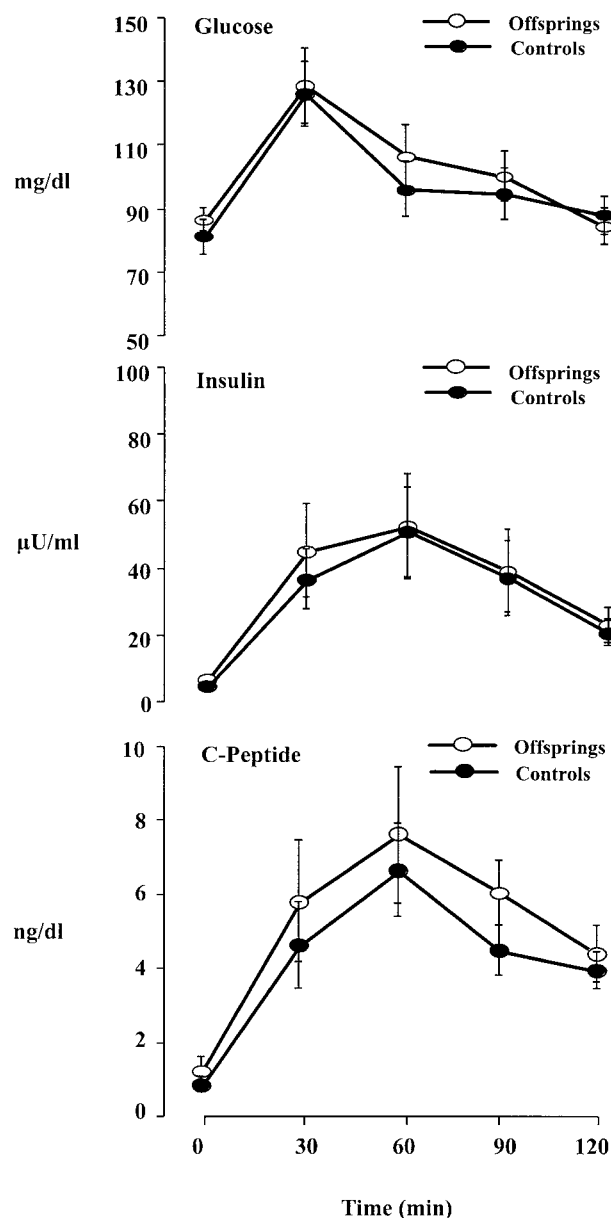 150
Glucose
Offsprings
Controls
130
110
mg/dl
90
70
50
100
Insulin
Offsprings
Controls
80
60
µU/ml
40
20
0
10
C-Peptide
Offsprings
Controls
8
6
ng/dl
4
2
0
0 30 60 90 120
Time (min)